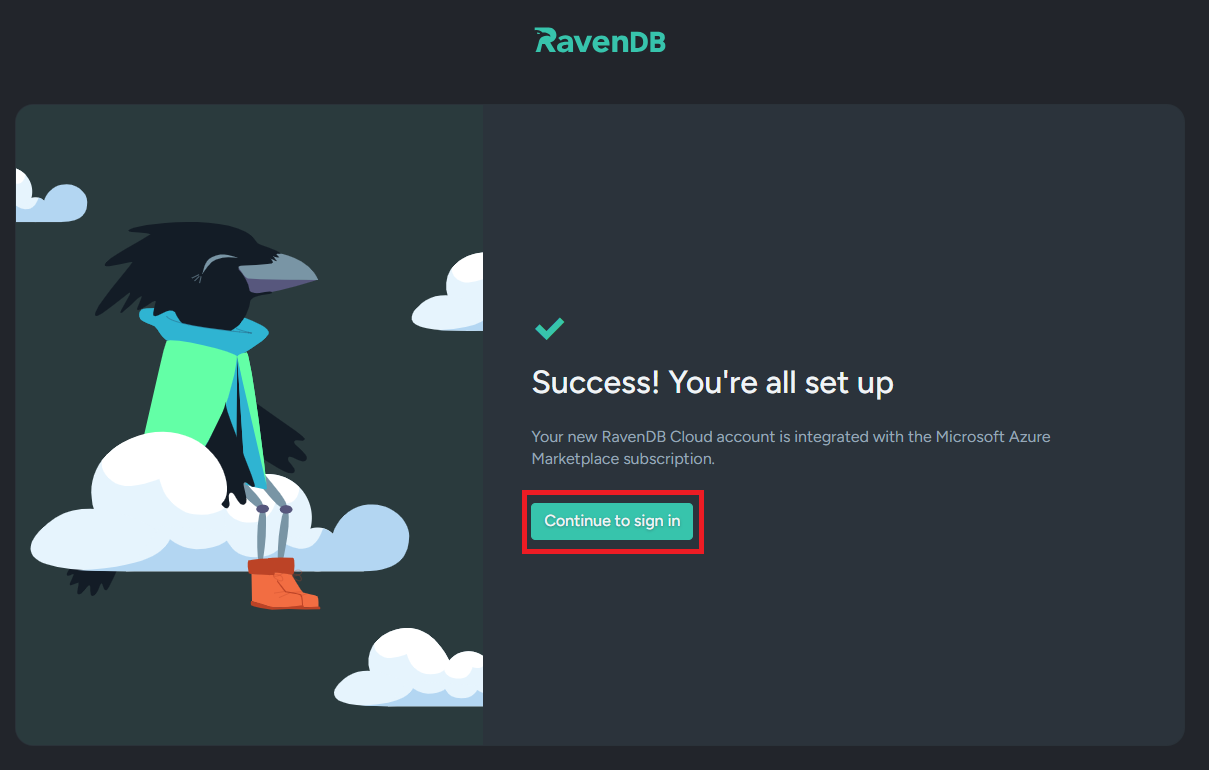 RavenDB
Success! You're all set up
Your new RavenDB Cloud account is integrated with the Microsoft Azure
Marketplace subscription.
Continue to sign in